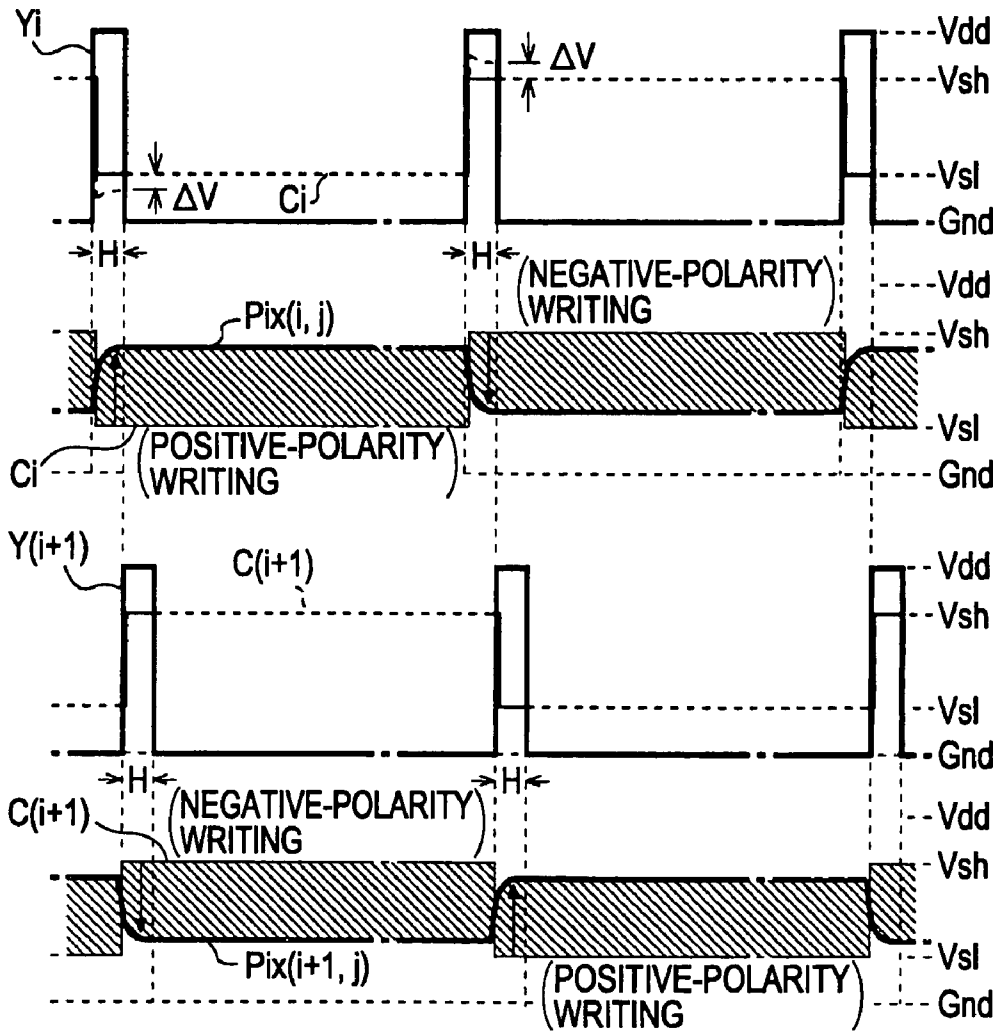 Yi
ΔV
Vdd
Vsh
ΔV
Ci
Vsl
Gnd
H
H
(NEGATIVE-POLARITY
WRITING)
Vdd
Pix(i, j)
Vsh
Ci
(POSITIVE-POLARITY
WRITING)
Vsl
Gnd
Y(i+1)
C(i+1)
Vdd
Vsh
Vsl
Gnd
H
H
C(i+1)
(NEGATIVE-POLARITY
WRITING)
Vdd
Vsh
Pix(i+1, j)
(POSITIVE-POLARITY
WRITING)
Vsl
Gnd